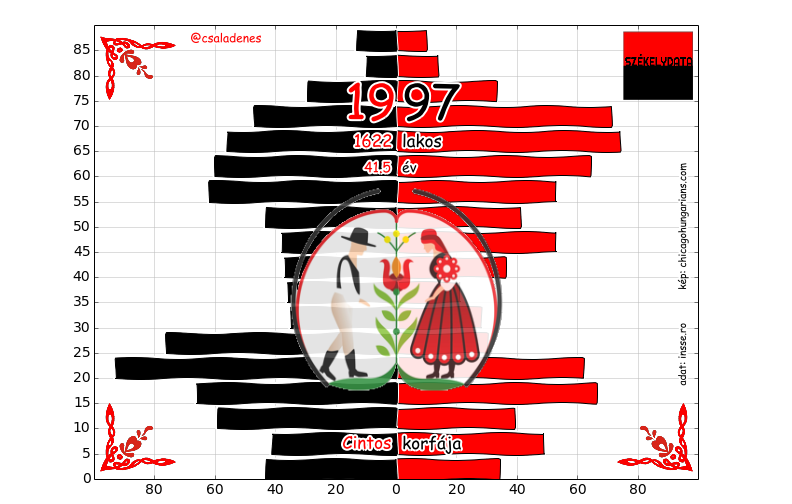 @csaladenes
SZÉKELYDATA
1997
1622 lakos
41.5 év
Cintos korfája
kép: chicagohungarians.com
adat: insse.ro
85
80
75
70
65
60
55
50
45
40
35
30
25
20
15
10
5
0
80 60 40 20 0 20 40 60 80